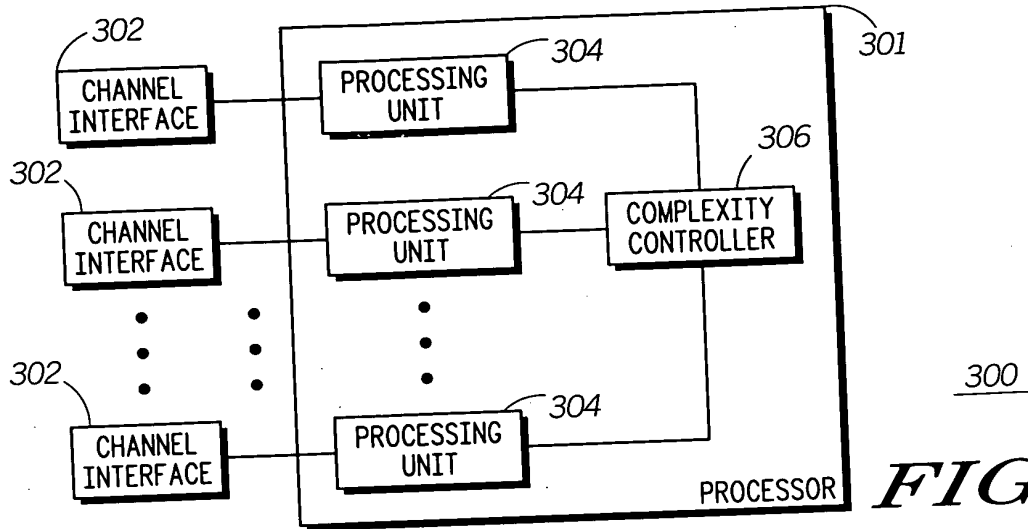 302
304
301
CHANNEL
INTERFACE
PROCESSING
UNIT
306
302
304
CHANNEL
INTERFACE
PROCESSING
UNIT
COMPLEXITY
CONTROLLER
302
304
300
CHANNEL
INTERFACE
PROCESSING
UNIT
PROCESSOR
FIG